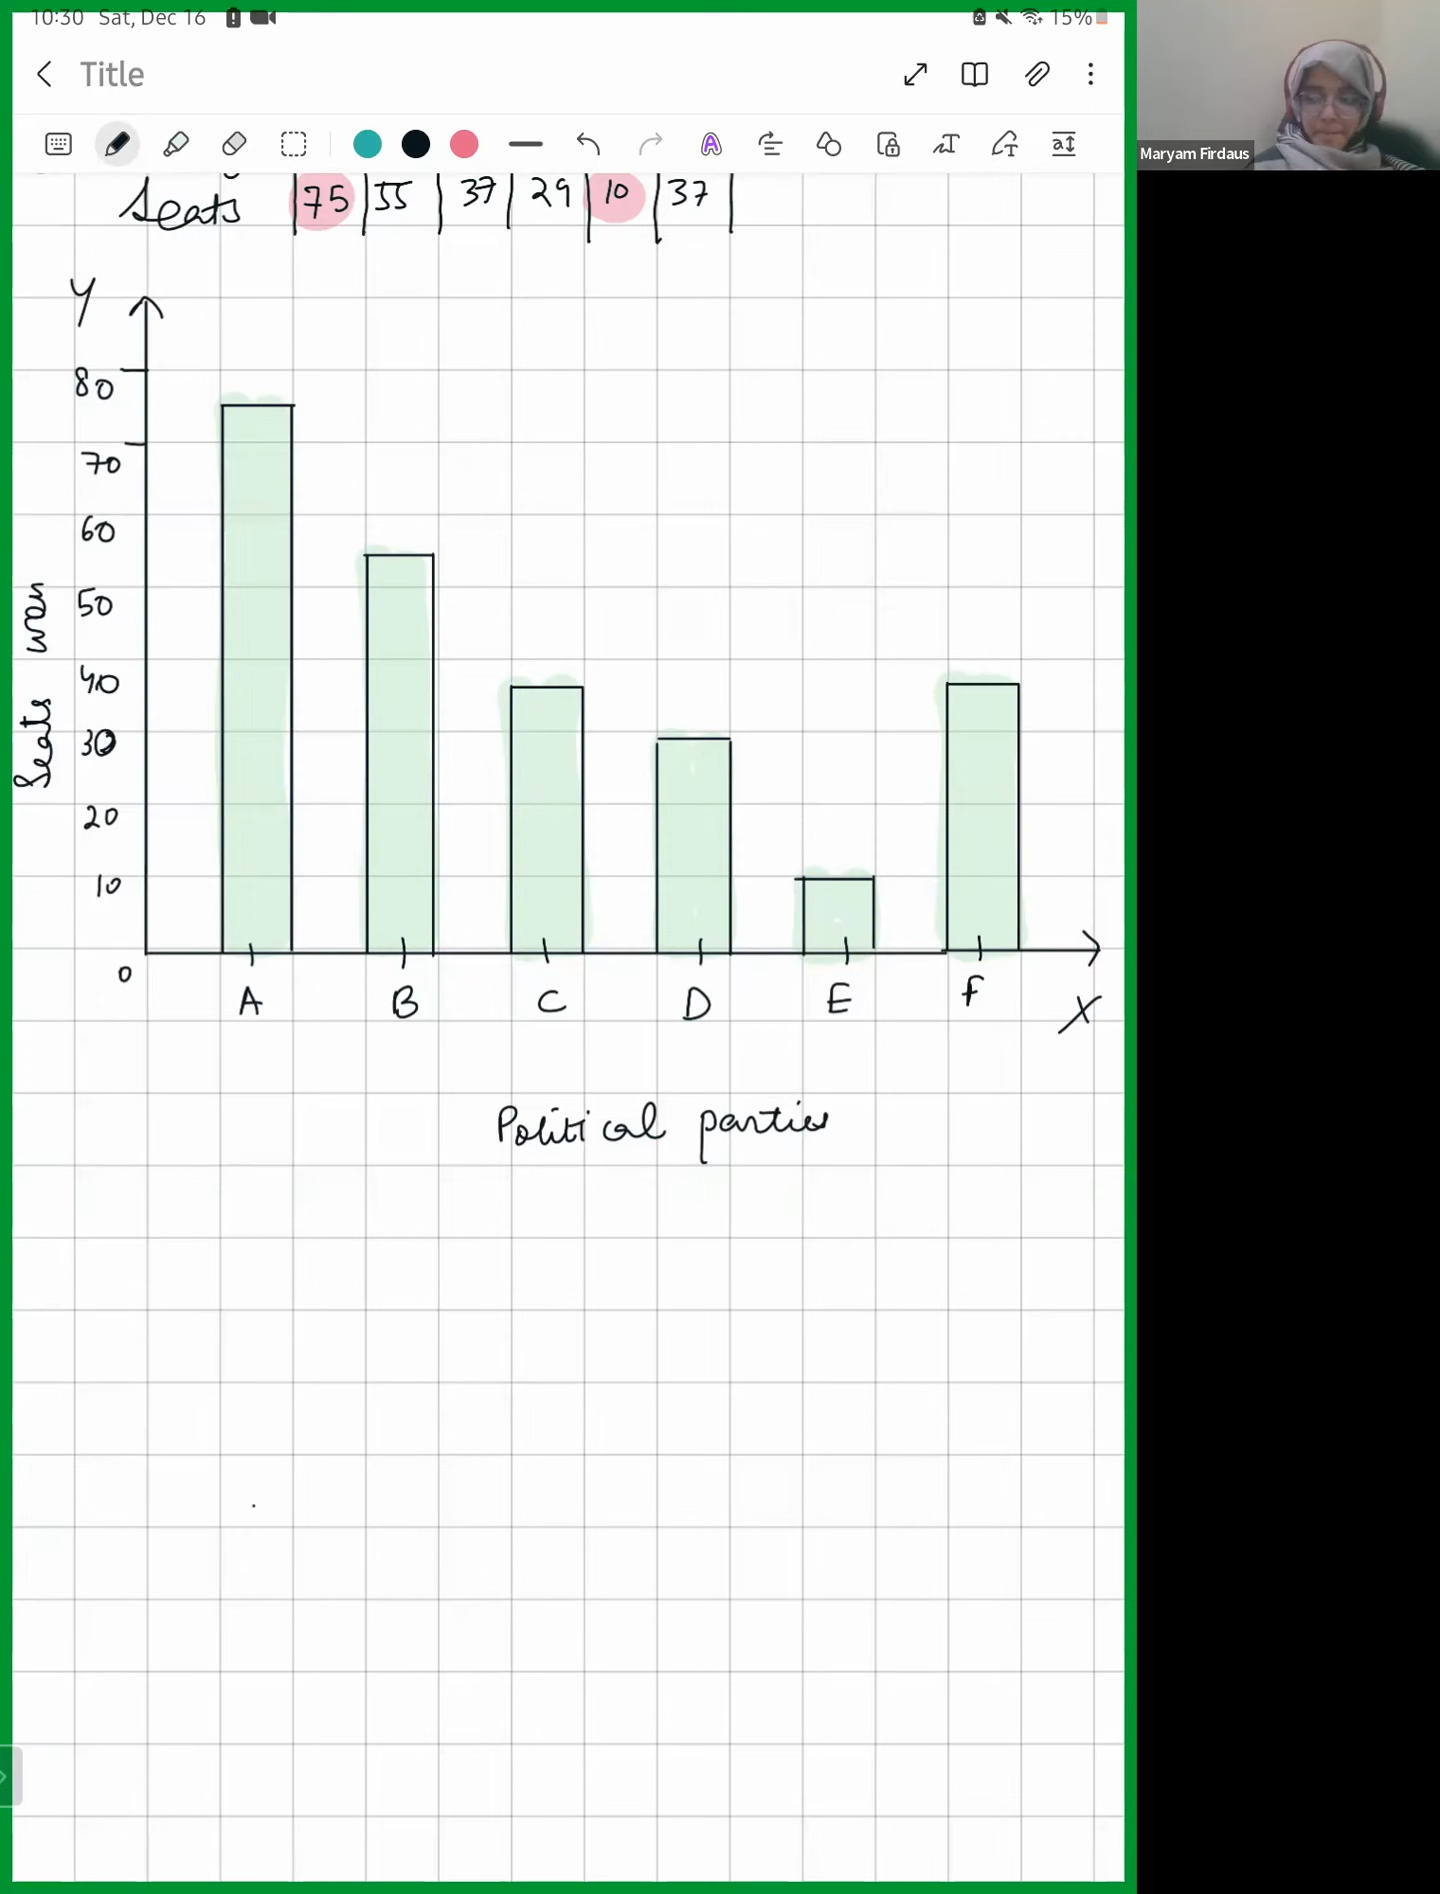 10:30 Sat, Dec 16 15%
Title
Maryam Firdaus
Seats 75 55 37 29 10 37
Y
80
70
60
50
40
30
20
10
0
Seats won
A B C D E F
X
Political parties